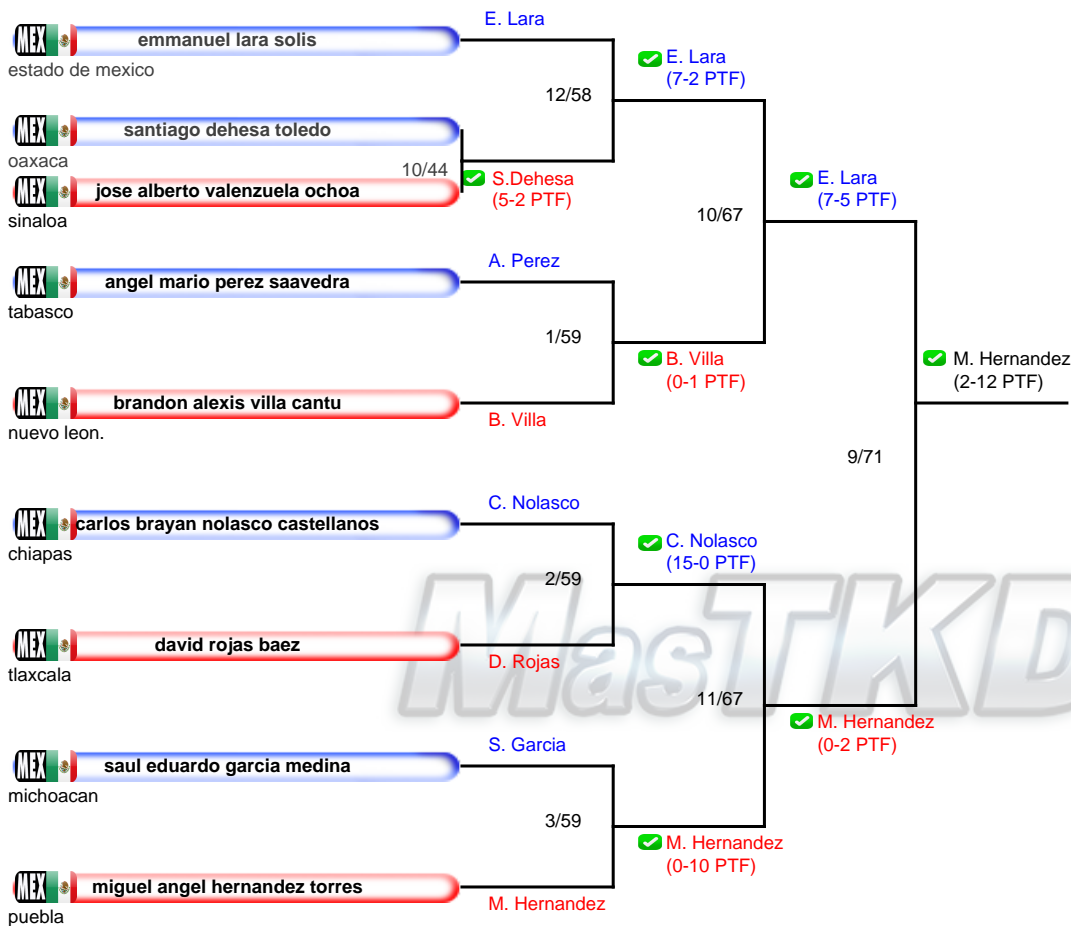 E. Lara
MEX emmanuel lara solis
estado de mexico
E. Lara
(7-2 PTF)
12/58
MEX santiago dehesa toledo
oaxaca
10/44
S.Dehesa
(5-2 PTF)
MEX jose alberto valenzuela ochoa
sinaloa
E. Lara
(7-5 PTF)
10/67
A. Perez
MEX angel mario perez saavedra
tabasco
1/59
B. Villa
(0-1 PTF)
MEX brandon alexis villa cantu
nuevo leon.
B. Villa
M. Hernandez
(2-12 PTF)
9/71
C. Nolasco
MEX carlos brayan nolasco castellanos
chiapas
C. Nolasco
(15-0 PTF)
2/59
MEX david rojas baez
tlaxcala
D. Rojas
MasTKD
11/67
M. Hernandez
(0-2 PTF)
S. Garcia
MEX saul eduardo garcia medina
michoacan
3/59
M. Hernandez
(0-10 PTF)
MEX miguel angel hernandez torres
puebla
M. Hernandez